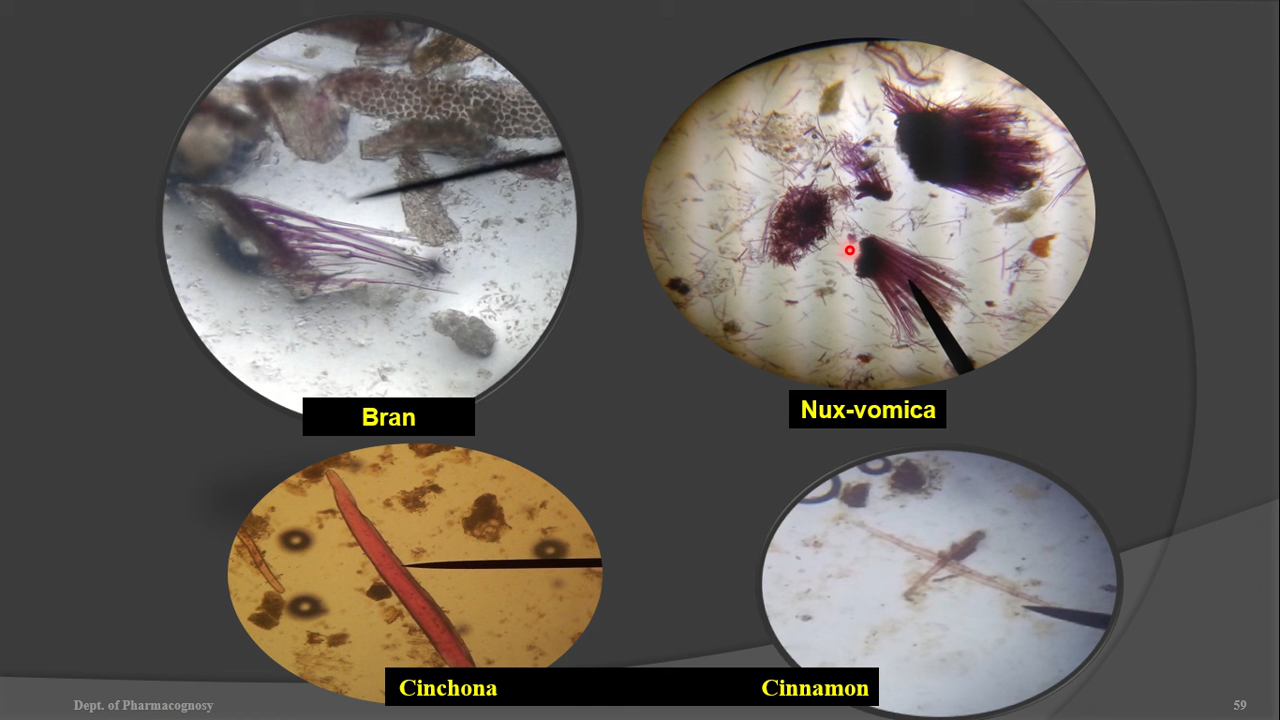 Bran
Nux-vomica
Cinchona
Cinnamon
Dept. of Pharmacognosy
59